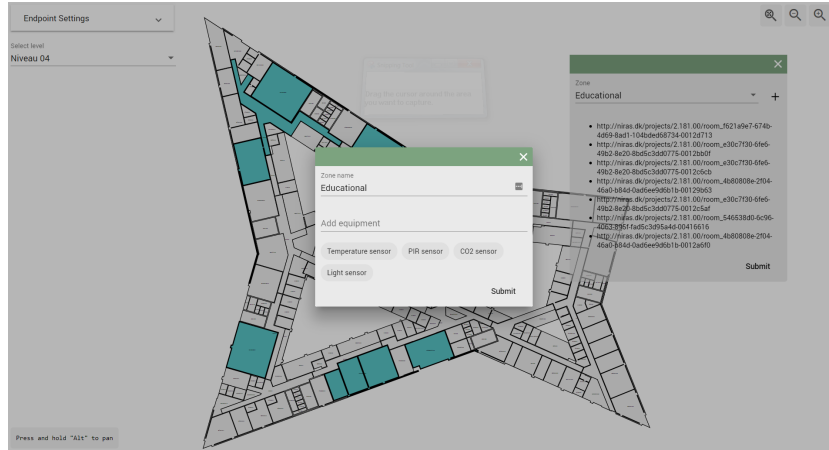 Endpoint Settings
Select level
Niveau 04
Zone
Educational
+
http://niras.dk/projects/2.181.00/room_f621a9e7-674b-
4d69-8ad1-104bded68734-0012d713
http://niras.dk/projects/2.181.00/room_e30c7f30-6fe6-
49b2-8e20-8bd5c3dd0775-0012bb0f
http://niras.dk/projects/2.181.00/room_e30c7f30-6fe6-
49b2-8e20-8bd5c3dd0775-0012c6cb
http://niras.dk/projects/2.181.00/room_4b80808e-2f04-
46a0-b84d-0ad6ee9d6b1b-00129b63
http://niras.dk/projects/2.181.00/room_e30c7f30-6fe6-
49b2-8e20-8bd5c3dd0775-0012c5af
http://niras.dk/projects/2.181.00/room_546538d0-6c96-
4063-895f-fad5c3d95a4d-00416616
http://niras.dk/projects/2.181.00/room_4b80808e-2f04-
46a0-b84d-0ad6ee9d6b1b-0012a6f0
Submit
Zone name
Educational
Add equipment
Temperature sensor
PIR sensor
CO2 sensor
Light sensor
Submit
Press and hold "Alt" to pan